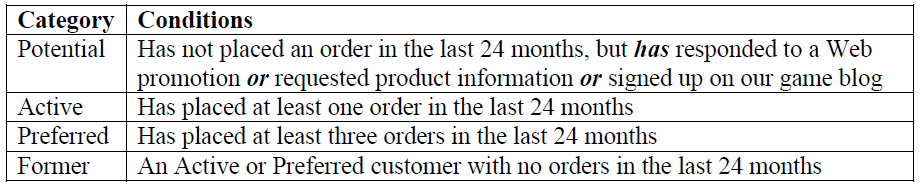 Category Conditions
Potential Has not placed an order in the last 24 months, but has responded to a Web
promotion or requested product information or signed up on our game blog
Active Has placed at least one order in the last 24 months
Preferred Has placed at least three orders in the last 24 months
Former An Active or Preferred customer with no orders in the last 24 months